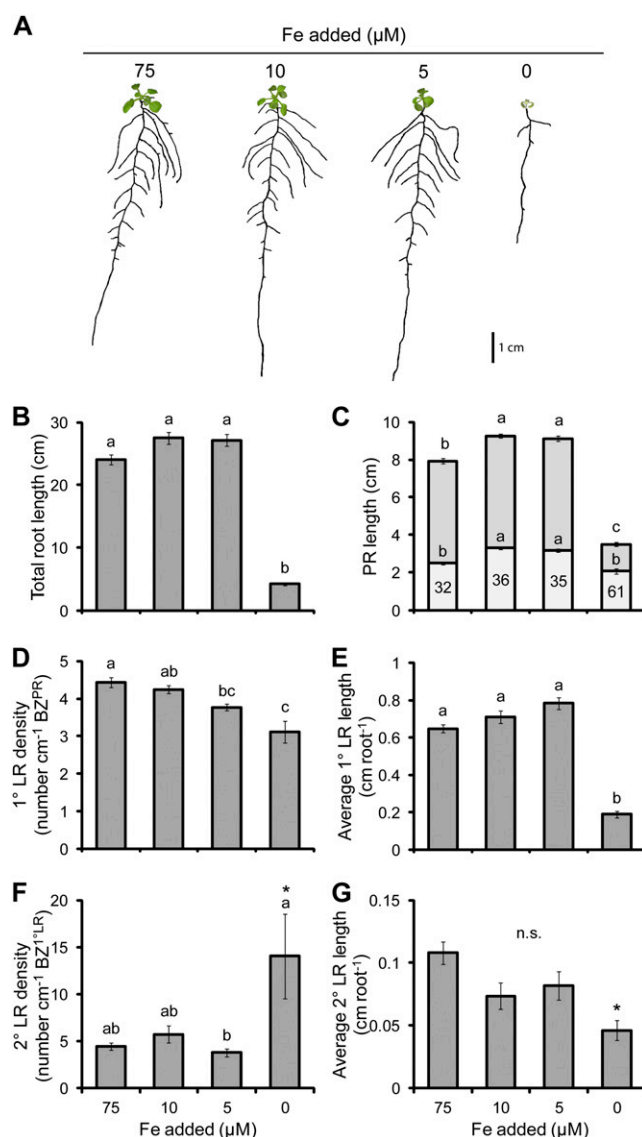 A
Fe added (µM)
75 10 5 0
1 cm
B
Total root length (cm)
30
20
10
0
a a a b
C
PR length (cm)
10
8
6
4
2
0
b a a c
b a a b
32 36 35 61
D
1° LR density
(number cm-1 BZPR)
5
4
3
2
1
0
a ab bc c
E
Average 1° LR length
(cm root-1)
1
0.8
0.6
0.4
0.2
0
a a a b
F
2° LR density
(number cm-1 BZ1°LR)
20
15
10
5
0
ab ab b a
*
75 10 5 0
Fe added (µM)
G
Average 2° LR length
(cm root-1)
0.15
0.1
0.05
0
n.s.
*
75 10 5 0
Fe added (µM)